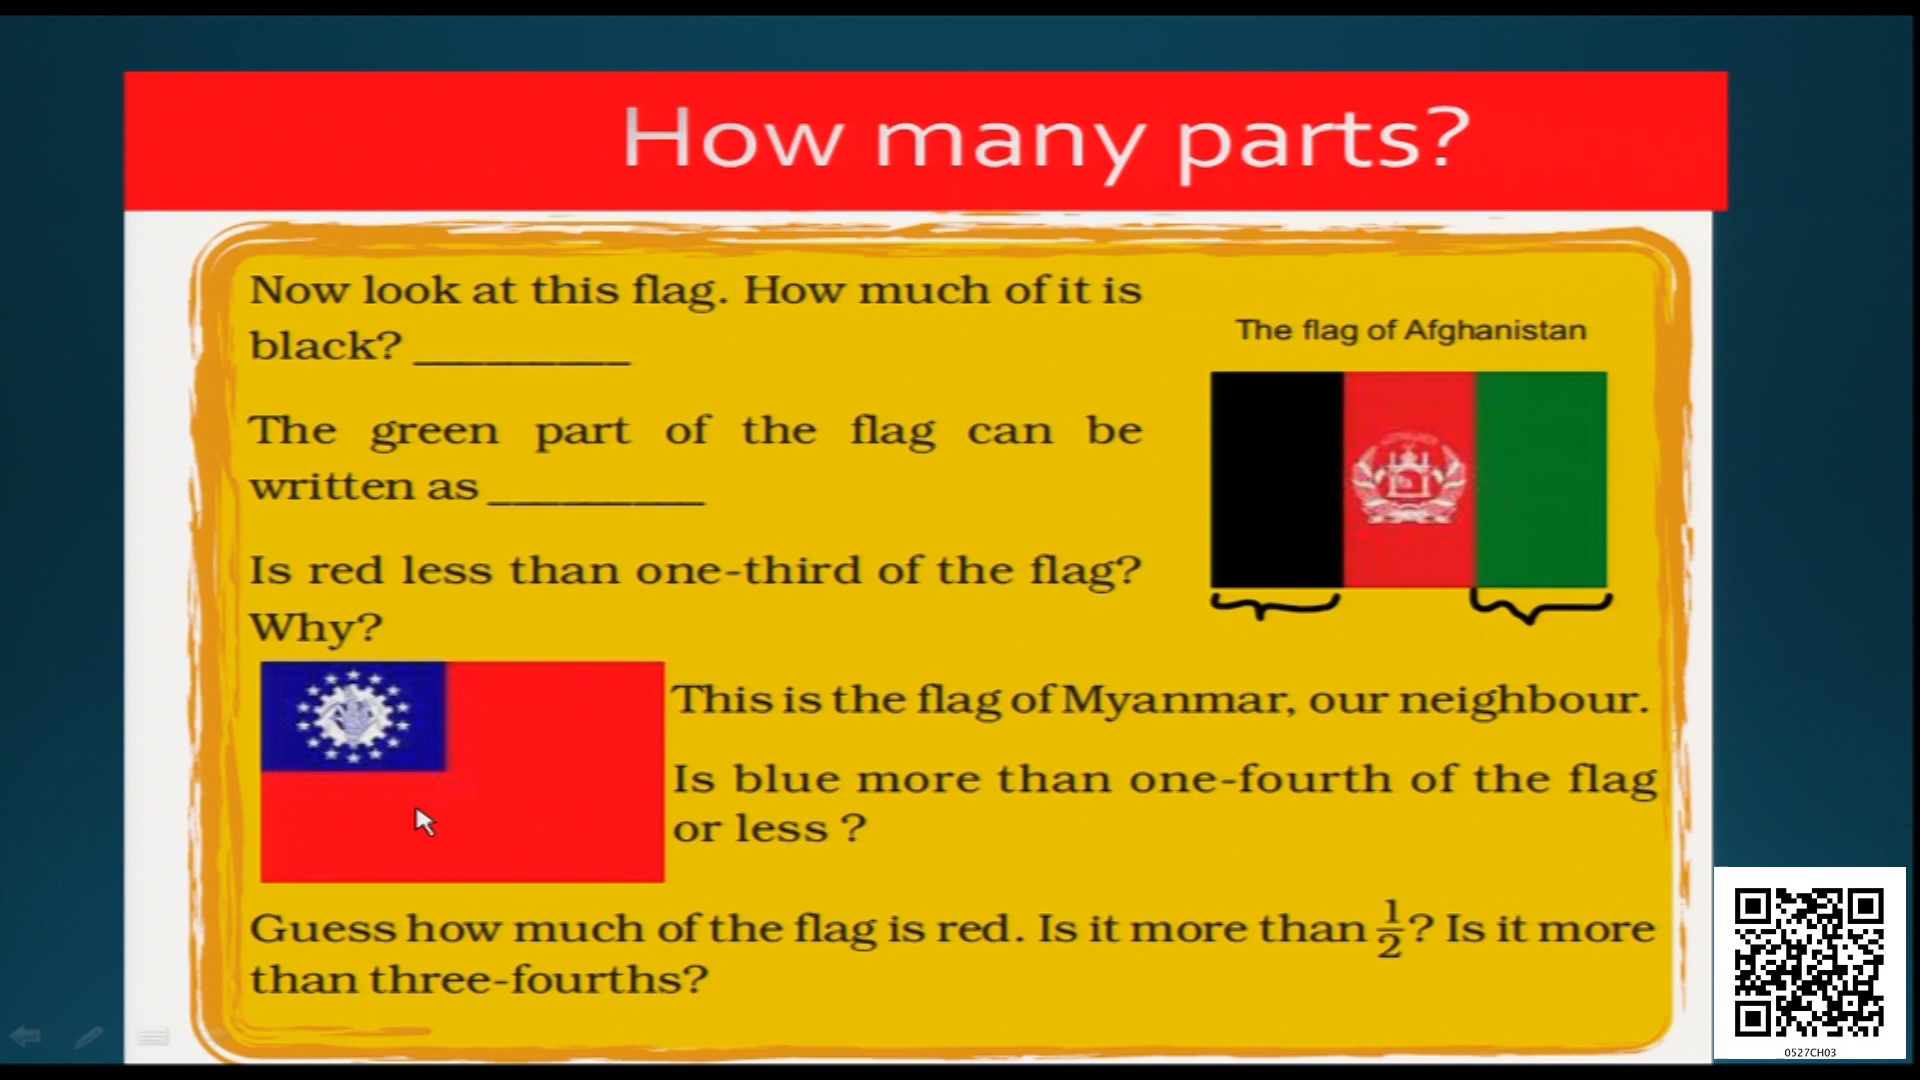 How many parts?
Now look at this flag. How much of it is
black? _________
The green part of the flag can be
written as _________
Is red less than one-third of the flag?
Why?
The flag of Afghanistan
This is the flag of Myanmar, our neighbour.
Is blue more than one-fourth of the flag
or less ?
Guess how much of the flag is red. Is it more than 1/2? Is it more
than three-fourths?
0527CH03